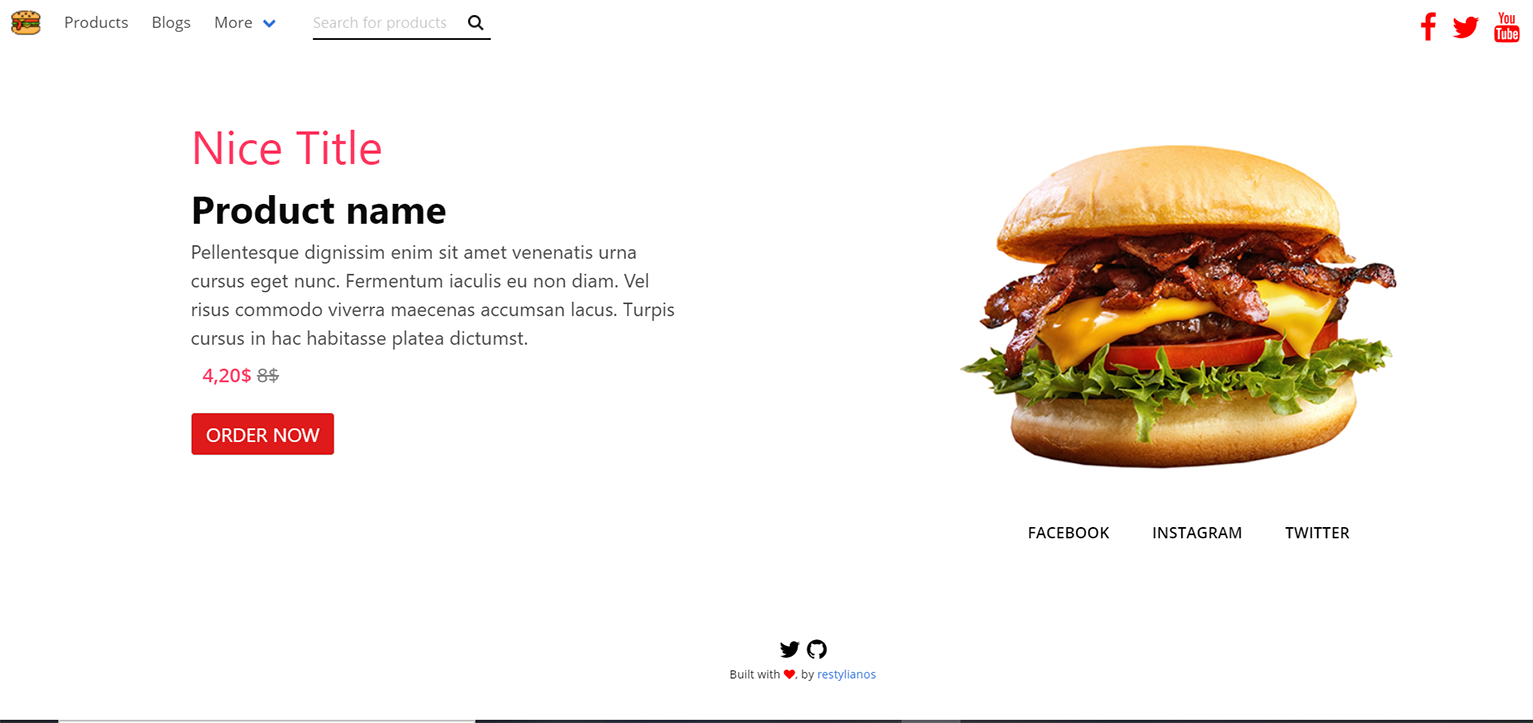 Products Blogs More Search for products
You
Tube
Nice Title
Product name
Pellentesque dignissim enim sit amet venenatis urna
cursus eget nunc. Fermentum iaculis eu non diam. Vel
risus commodo viverra maecenas accumsan lacus. Turpis
cursus in hac habitasse platea dictumst.
4,20$ 8$
ORDER NOW
FACEBOOK INSTAGRAM TWITTER
Built with ❤, by restylianos